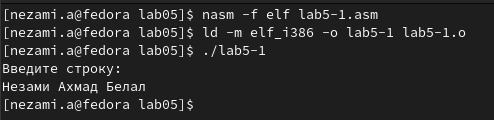 [nezami.a@fedora lab05]$ nasm -f elf lab5-1.asm
[nezami.a@fedora lab05]$ ld -m elf_i386 -o lab5-1 lab5-1.o
[nezami.a@fedora lab05]$ ./lab5-1
Введите строку:
Незами Ахмад Белал
[nezami.a@fedora lab05]$